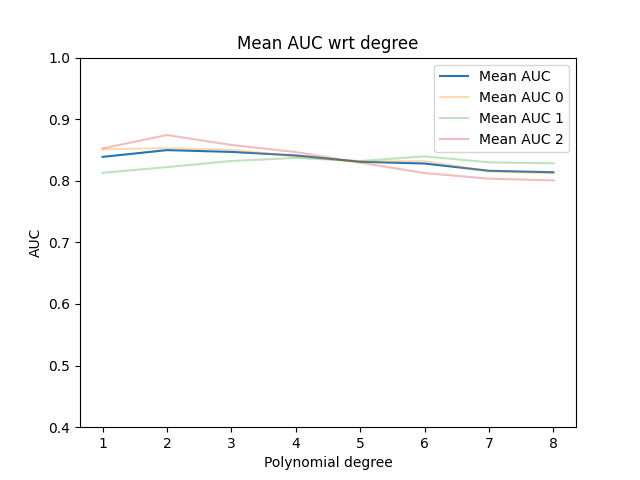 Mean AUC wrt degree
1.0
0.9
0.8
0.7
0.6
0.5
0.4
AUC
Mean AUC
Mean AUC 0
Mean AUC 1
Mean AUC 2
1 2 3 4 5 6 7 8
Polynomial degree